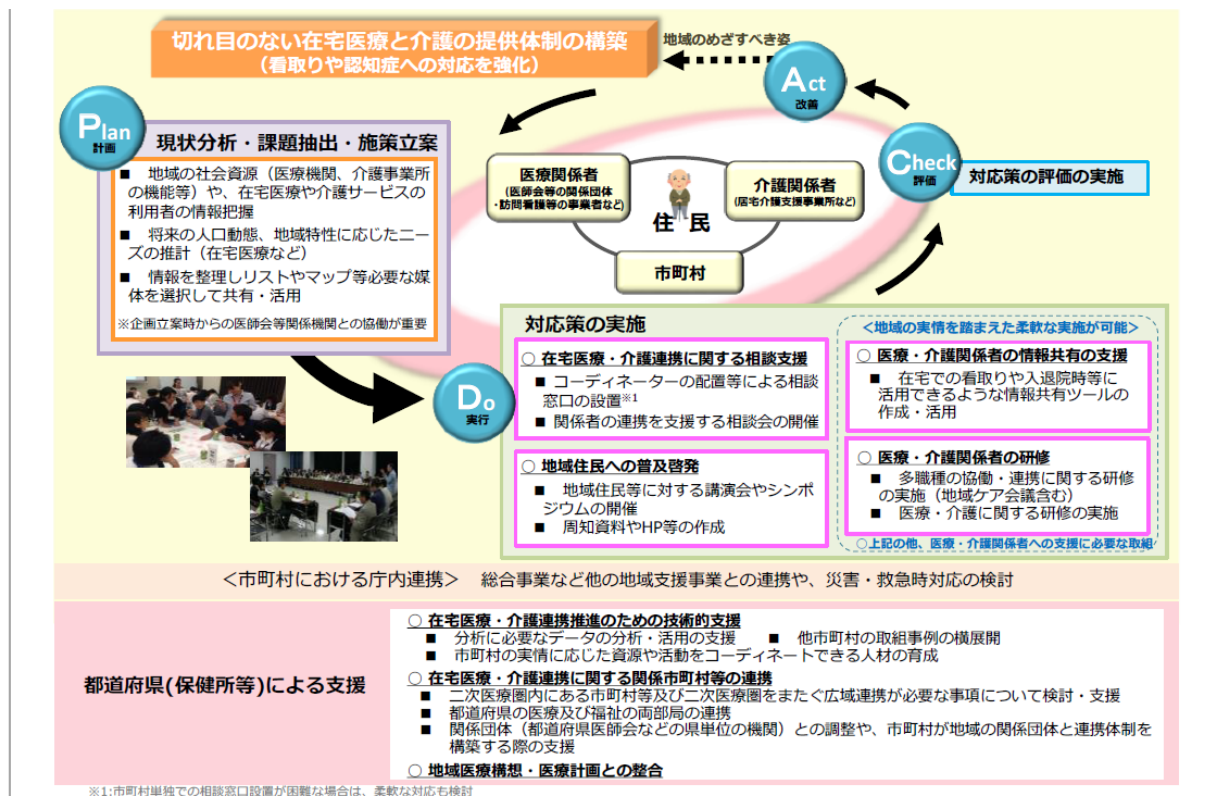 切れ目のない在宅医療と介護の提供体制の構築
（看取りや認知症への対応を強化）
地域のめざすべき姿
Act
改善
Plan
計画
現状分析・課題抽出・施策立案
■ 地域の社会資源（医療機関、介護事業所
の機能等）や、在宅医療や介護サービスの
利用者の情報把握
■ 将来の人口動態、地域特性に応じたニー
ズの推計（在宅医療など）
■ 情報を整理しリストやマップ等必要な媒
体を選択して共有・活用
※企画立案時からの医師会等関係機関との協働が重要
医療関係者
(医師会等の関係団体
・訪問看護等の事業者など)
介護関係者
(居宅介護支援事業所など)
住 民
市町村
Check
評価
対応策の評価の実施
Do
実行
対応策の実施
○ 在宅医療・介護連携に関する相談支援
■ コーディネーターの配置等による相談
窓口の設置※1
■ 関係者の連携を支援する相談会の開催
○ 地域住民への普及啓発
■ 地域住民等に対する講演会やシンポ
ジウムの開催
■ 周知資料やHP等の作成
＜地域の実情を踏まえた柔軟な実施が可能＞
○ 医療・介護関係者の情報共有の支援
■ 在宅での看取りや入退院時等に
活用できるような情報共有ツールの
作成・活用
○ 医療・介護関係者の研修
■ 多職種の協働・連携に関する研修
の実施（地域ケア会議含む）
■ 医療・介護に関する研修の実施
○上記の他、医療・介護関係者への支援に必要な取組
＜市町村における庁内連携＞ 総合事業など他の地域支援事業との連携や、災害・救急時対応の検討
都道府県(保健所等)による支援
○ 在宅医療・介護連携推進のための技術的支援
■ 分析に必要なデータの分析・活用の支援 ■ 他市町村の取組事例の横展開
■ 市町村の実情に応じた資源や活動をコーディネートできる人材の育成
○ 在宅医療・介護連携に関する関係市町村等の連携
■ 二次医療圏内にある市町村等及び二次医療圏をまたぐ広域連携が必要な事項について検討・支援
■ 都道府県の医療及び福祉の両部局の連携
■ 関係団体（都道府県医師会などの県単位の機関）との調整や、市町村が地域の関係団体と連携体制を
構築する際の支援
○ 地域医療構想・医療計画との整合
※1:市町村単独での相談窓口設置が困難な場合は、柔軟な対応も検討